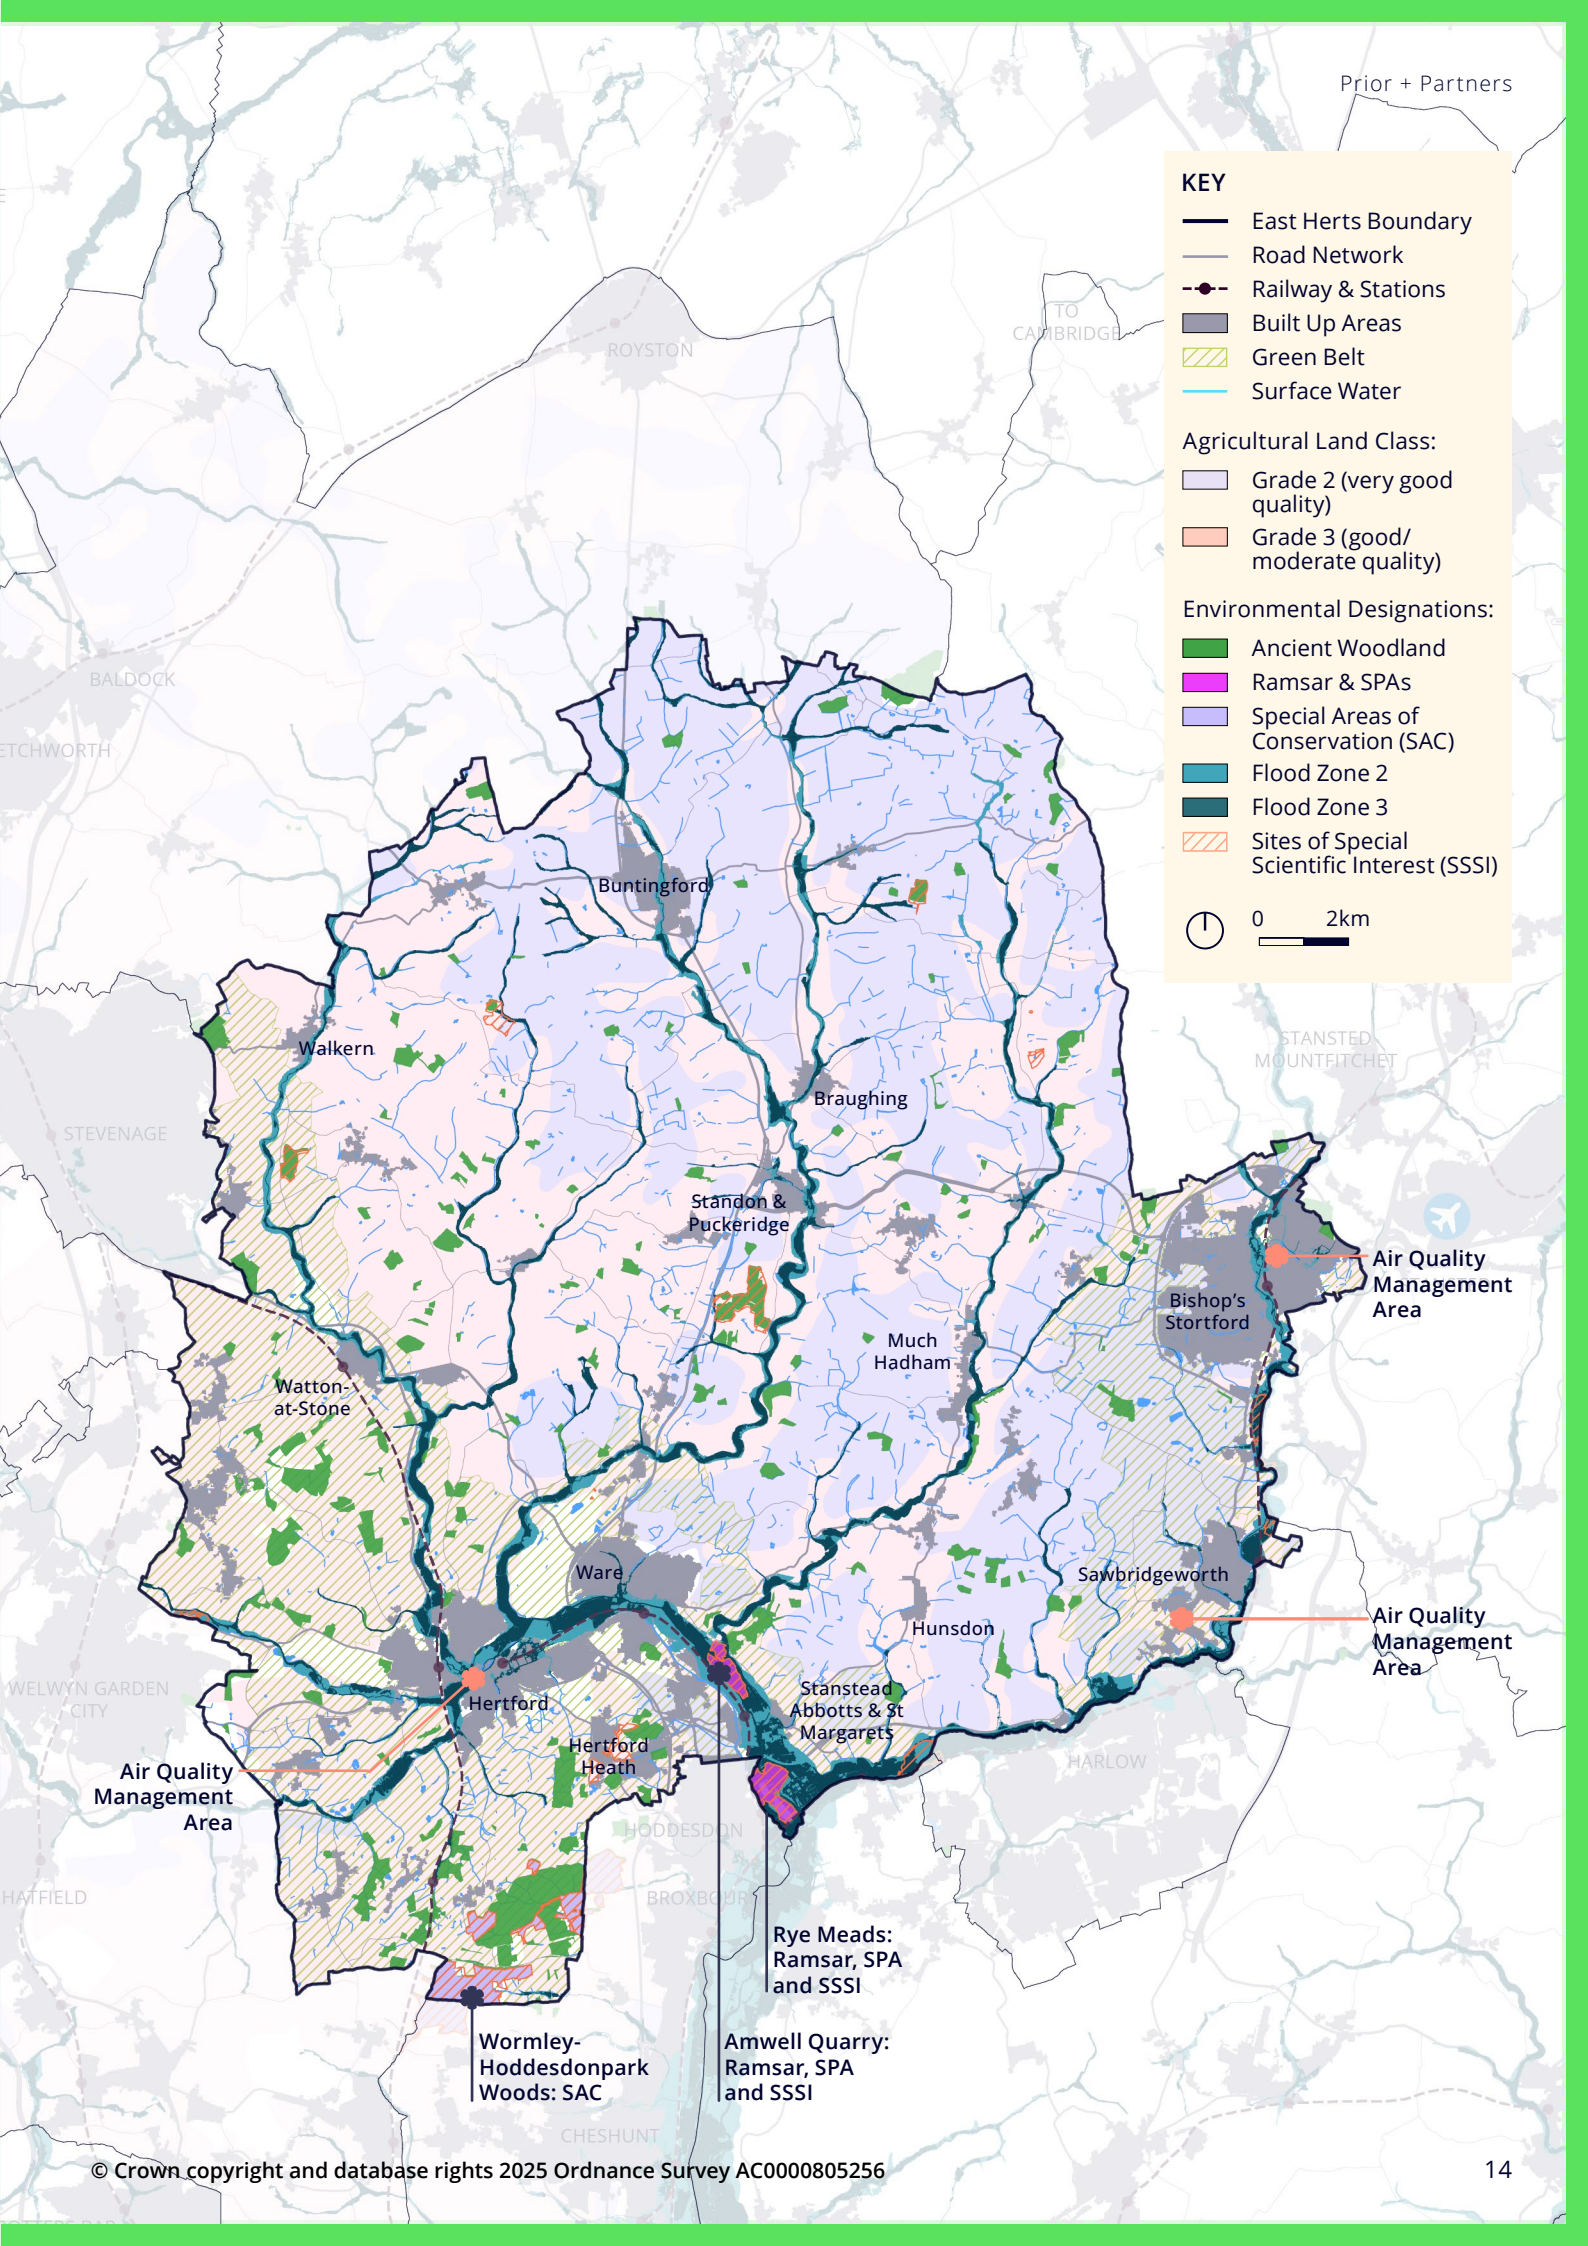 Prior + Partners
KEY
East Herts Boundary
Road Network
Railway & Stations
Built Up Areas
Green Belt
Surface Water
Agricultural Land Class:
Grade 2 (very good
quality)
Grade 3 (good/
moderate quality)
Environmental Designations:
Ancient Woodland
Ramsar & SPAs
Special Areas of
Conservation (SAC)
Flood Zone 2
Flood Zone 3
Sites of Special
Scientific Interest (SSSI)
0 2km
TO
CAMBRIDGE
ROYSTON
BALDOCK
ETCHWORTH
Buntingford
Walkern
STANSTED
MOUNTFITCHET
Braughing
STEVENAGE
Standon &
Puckeridge
Air Quality
Management
Area
Bishop's
Stortford
Much
Hadham
Watton-
at-Stone
Ware
Sawbridgeworth
Hunsdon
Air Quality
Management
Area
WELWYN GARDEN
CITY
Hertford
Stanstead
Abbotts & St
Margarets
Hertford
Heath
HARLOW
Air Quality
Management
Area
HODDESDON
HATFIELD
BROXBOUR
Rye Meads:
Ramsar, SPA
and SSSI
Wormley-
Hoddesdonpark
Woods: SAC
Amwell Quarry:
Ramsar, SPA
and SSSI
CHESHUNT
© Crown copyright and database rights 2025 Ordnance Survey AC0000805256
14